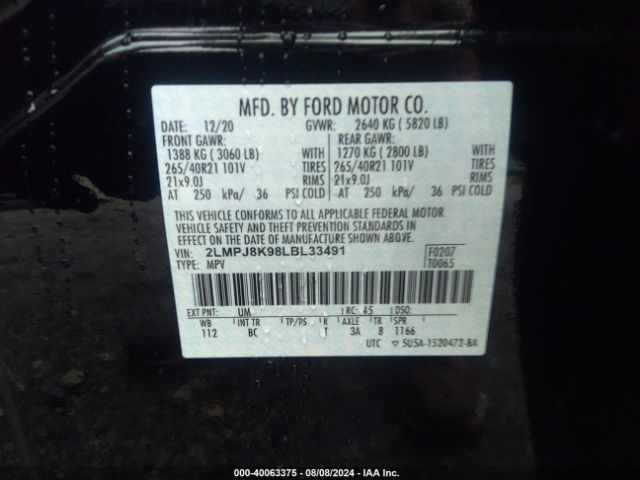 MFD. BY FORD MOTOR CO.
DATE: 12/20 GVWR: 2640 KG ( 5820 LB)
FRONT GAWR: REAR GAWR:
1388 KG ( 3060 LB) WITH 1270 KG ( 2800 LB) WITH
265/40R21 101V TIRES 265/40R21 101V TIRES
21x9.0J RIMS 21x9.0J RIMS
AT 250 kPa/ 36 PSI COLD AT 250 kPa/ 36 PSI COLD
THIS VEHICLE CONFORMS TO ALL APPLICABLE FEDERAL MOTOR
VEHICLE SAFETY AND THEFT PREVENTION STANDARDS
IN EFFECT ON THE DATE OF MANUFACTURE SHOWN ABOVE.
VIN: 2LMPJ8K98LBL33491 F0207
TYPE: MPV T0065
EXT PNT: UM RC: 45 DSO:
WB INT TR TP/PS R AXLE TR SPR
112 BC T 3A 8 1166
UTC ▽ 5U5A-1520472-BA
000-40063375 - 08/08/2024 - IAA Inc.